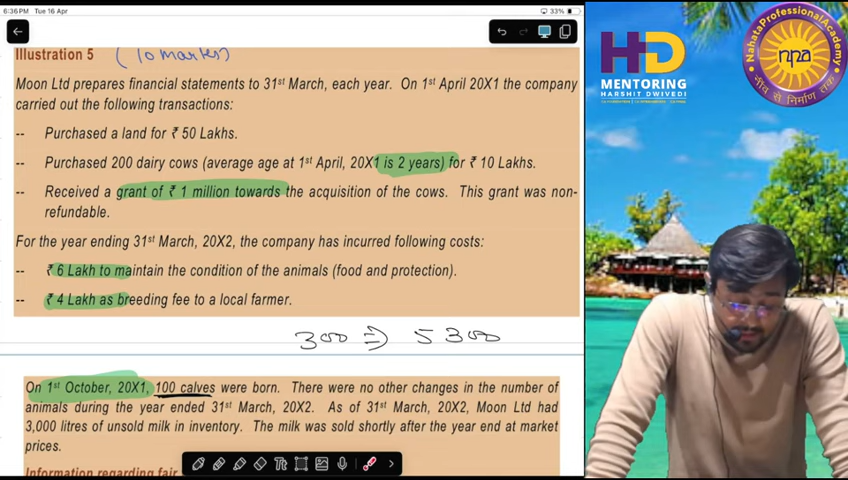 6:36 PM Tue 16 Apr
33%
Illustration 5 (10 marks)
Moon Ltd prepares financial statements to 31st March, each year. On 1st April 20X1 the company
carried out the following transactions:
-- Purchased a land for ₹ 50 Lakhs.
-- Purchased 200 dairy cows (average age at 1st April, 20X1 is 2 years) for ₹ 10 Lakhs.
-- Received a grant of ₹ 1 million towards the acquisition of the cows. This grant was non-
refundable.
For the year ending 31st March, 20X2, the company has incurred following costs:
-- ₹ 6 Lakh to maintain the condition of the animals (food and protection).
-- ₹ 4 Lakh as breeding fee to a local farmer.
300 ⇒ 5300
On 1st October, 20X1, 100 calves were born. There were no other changes in the number of
animals during the year ended 31st March, 20X2. As of 31st March, 20X2, Moon Ltd had
3,000 litres of unsold milk in inventory. The milk was sold shortly after the year end at market
prices.
Information regarding fair
HD
MENTORING
HARSHIT DWIVEDI
Nahata Professional Academy
npa
नींव से निर्माण तक